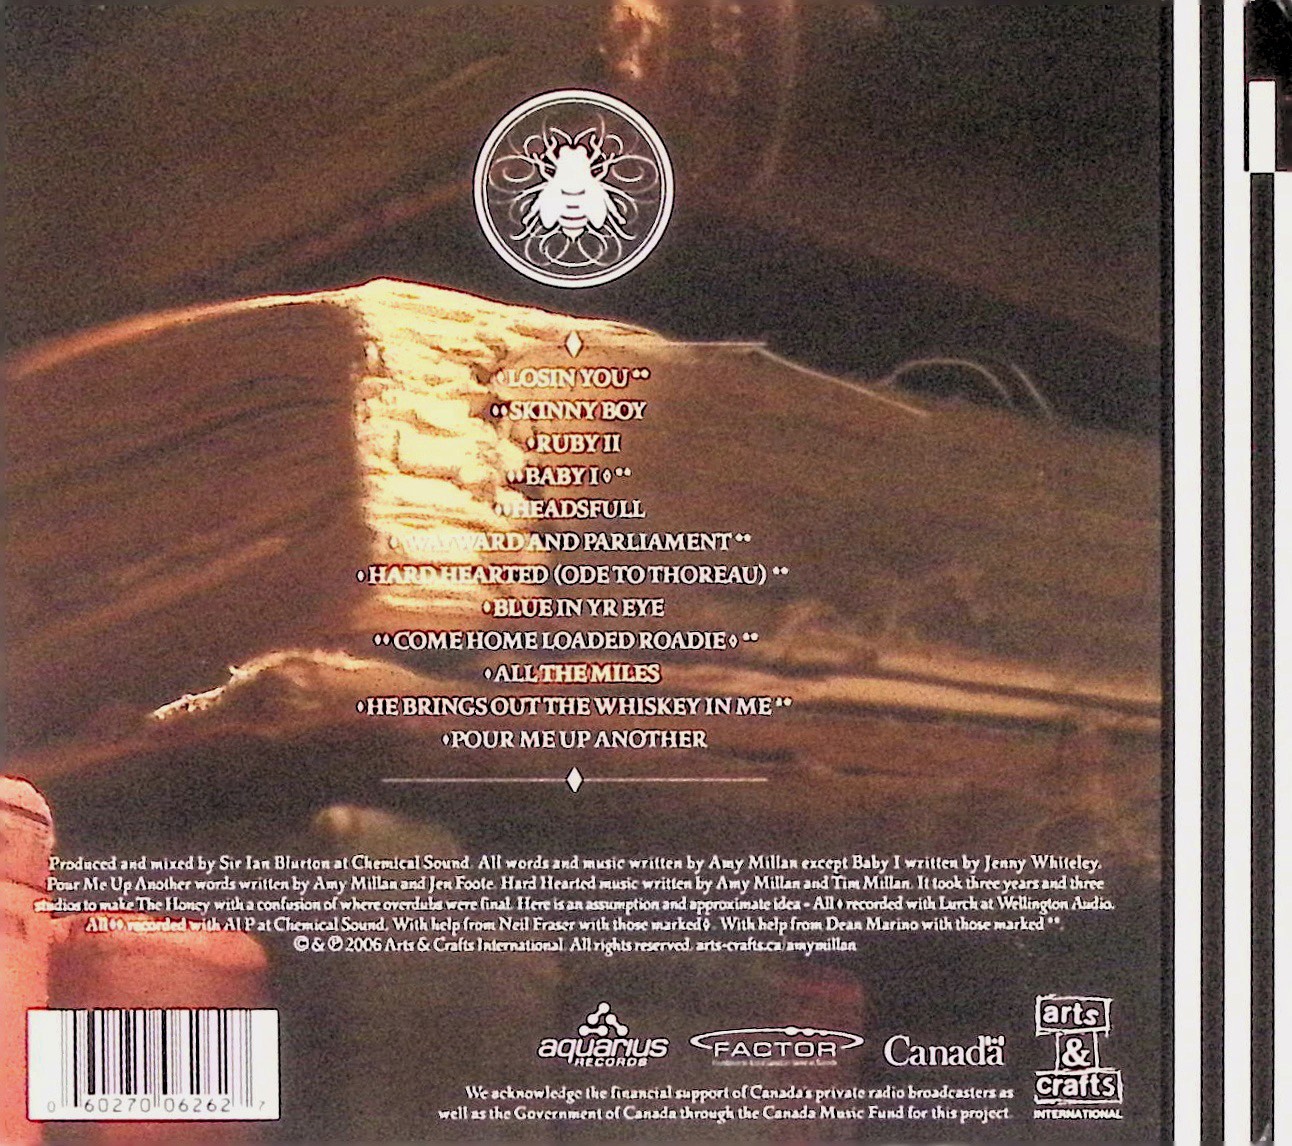 ◊LOSIN YOU**
◊◊SKINNY BOY
◊RUBY II
◊◊BABY I◊**
◊◊HEADSFULL
◊WAYWARD AND PARLIAMENT**
◊HARD HEARTED (ODE TO THOREAU)**
◊BLUE IN YR EYE
◊◊COME HOME LOADED ROADIE◊**
◊ALL THE MILES
◊HE BRINGS OUT THE WHISKEY IN ME**
◊POUR ME UP ANOTHER
Produced and mixed by Sir Ian Blurton at Chemical Sound. All words and music written by Amy Millan except Baby I written by Jenny Whiteley.
Pour Me Up Another words written by Amy Millan and Jen Foote. Hard Hearted music written by Amy Millan and Tim Millan. It took three years and three
studios to make The Honey with a confusion of where overdubs were final. Here is an assumption and approximate idea - All ◊ recorded with Lurch at Wellington Audio.
All ◊◊ recorded with Al P at Chemical Sound. With help from Neil Fraser with those marked◊. With help from Dean Marino with those marked**.
© & ℗ 2006 Arts & Crafts International. All rights reserved. arts-crafts.ca/amymillan
aquarius
RECORDS
FACTOR
Canada
arts
&
crafts
INTERNATIONAL
We acknowledge the financial support of Canada's private radio broadcasters as
well as the Government of Canada through the Canada Music Fund for this project.
0 60270 06262 7